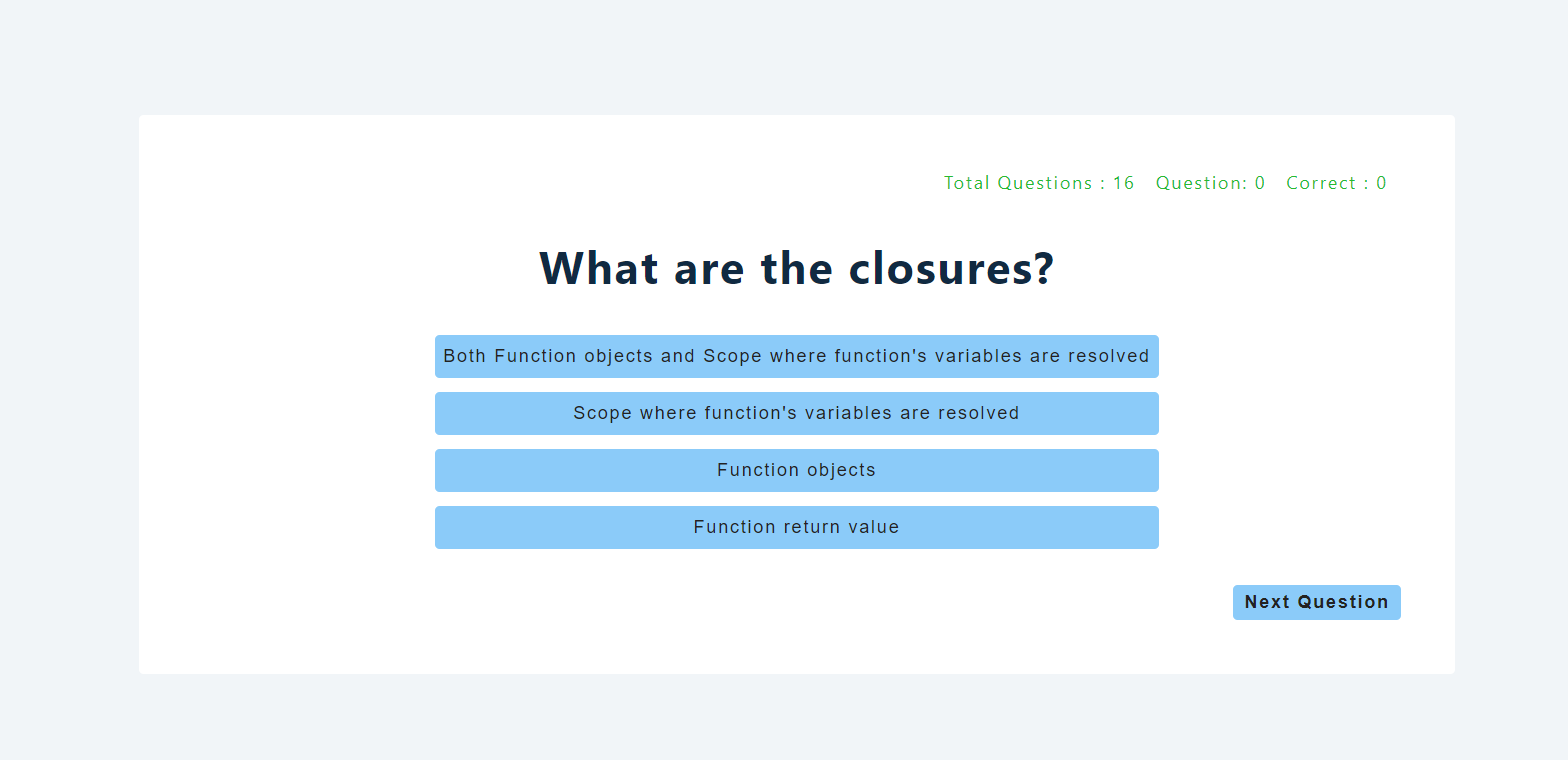 Total Questions : 16 Question: 0 Correct : 0
What are the closures?
Both Function objects and Scope where function's variables are resolved
Scope where function's variables are resolved
Function objects
Function return value
Next Question